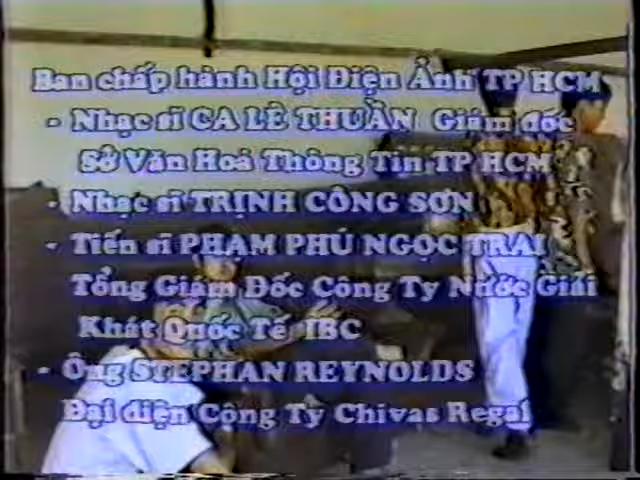 Ban chấp hành Hội Điện Ảnh TP HCM
- Nhạc sĩ CA LÊ THUẦN Giám đốc
Sở Văn Hoá Thông Tin TP HCM
- Nhạc sĩ TRỊNH CÔNG SƠN
- Tiến sĩ PHẠM PHÚ NGỌC TRAI
Tổng Giám Đốc Công Ty Nước Giải
Khát Quốc Tế IBC
- Ông STEPHAN REYNOLDS
Đại diện Công Ty Chivas Regal